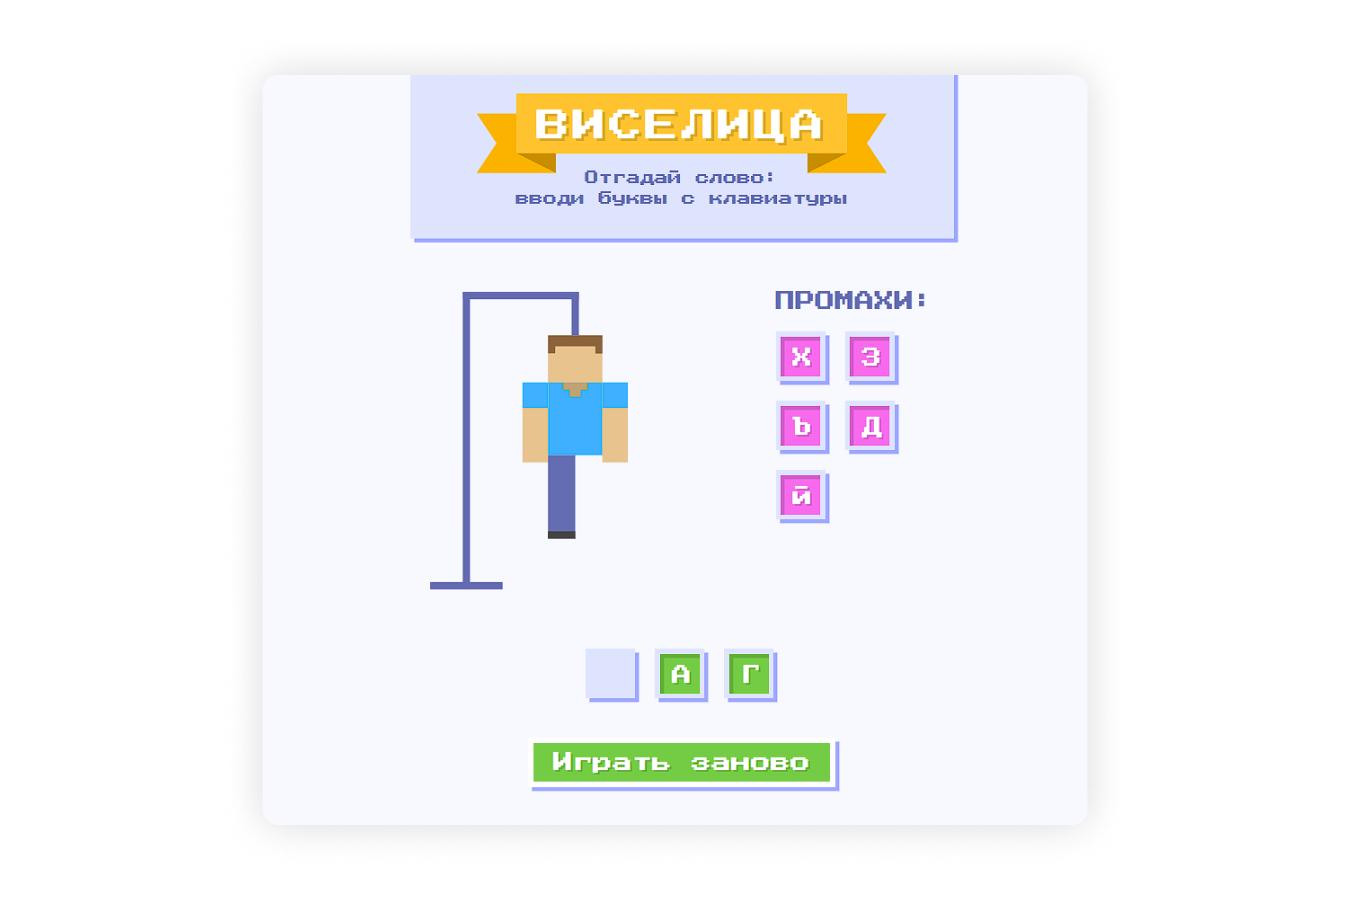 ВИСЕЛИЦА
Отгадай слово:
вводи буквы с клавиатуры
ПРОМАХИ:
Х З
Ъ Д
Й
А Г
Играть заново